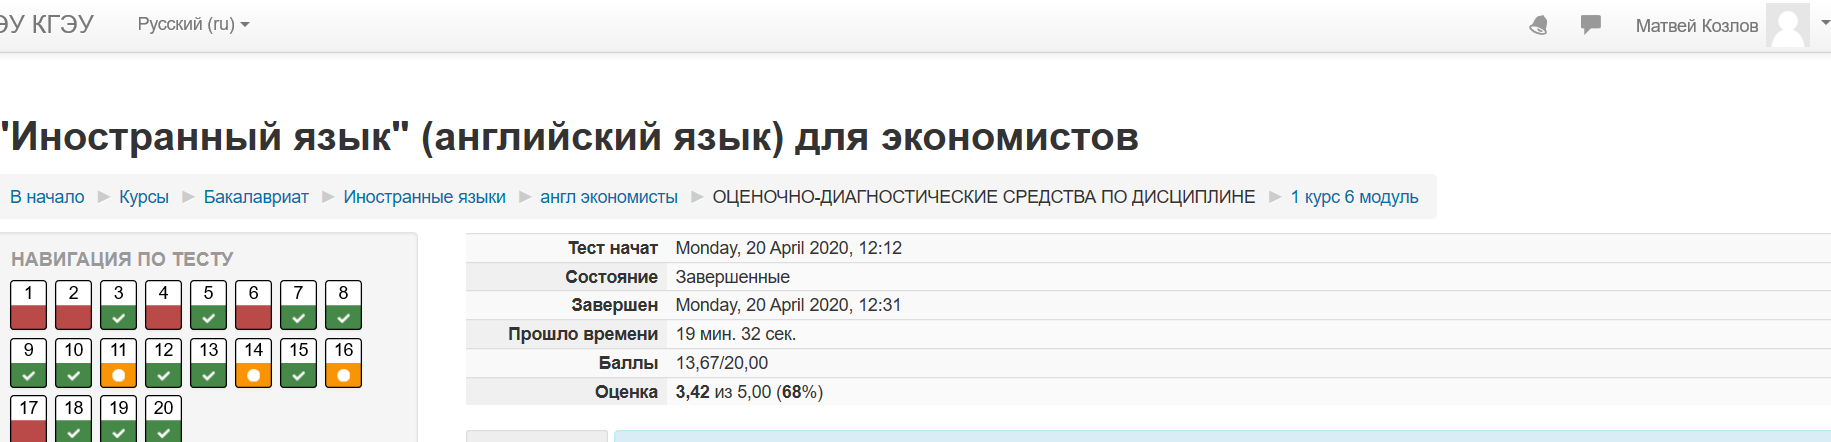 ЭУ КГЭУ Русский (ru) Матвей Козлов
"Иностранный язык" (английский язык) для экономистов
В начало Курсы Бакалавриат Иностранные языки англ экономисты ОЦЕНОЧНО-ДИАГНОСТИЧЕСКИЕ СРЕДСТВА ПО ДИСЦИПЛИНЕ 1 курс 6 модуль
НАВИГАЦИЯ ПО ТЕСТУ
1 2 3 4 5 6 7 8
9 10 11 12 13 14 15 16
17 18 19 20
Тест начат Monday, 20 April 2020, 12:12
Состояние Завершенные
Завершен Monday, 20 April 2020, 12:31
Прошло времени 19 мин. 32 сек.
Баллы 13,67/20,00
Оценка 3,42 из 5,00 (68%)